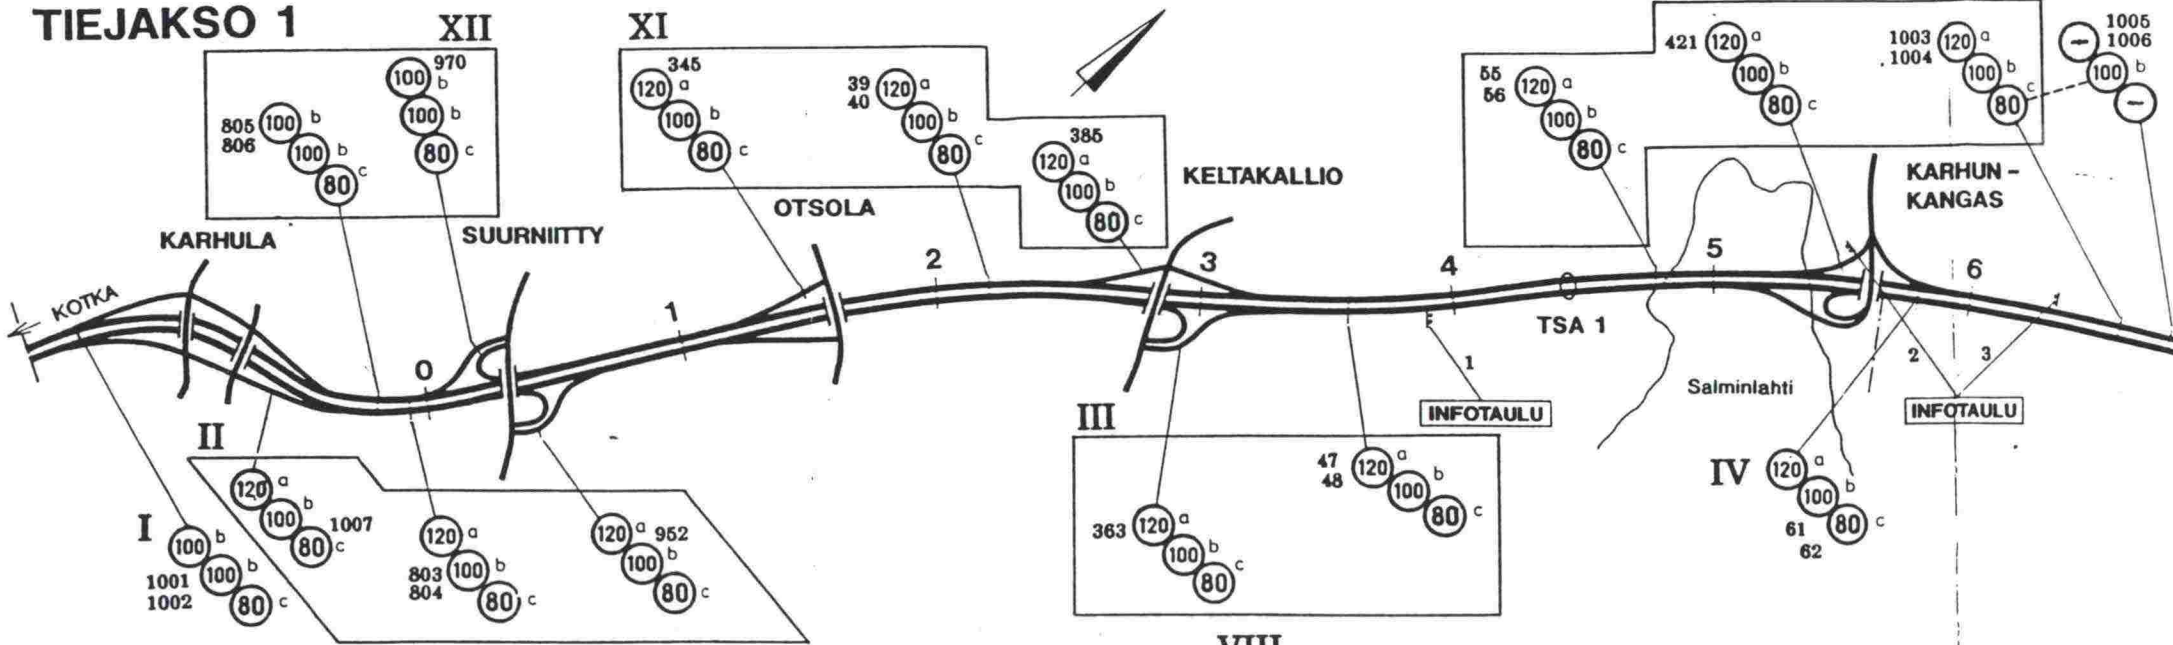 TIEJAKSO 1
XII
970
100 b
100 b
80 c
805
806
100 b
100 b
80 c
XI
345
120 a
100 b
80 c
39
40
120 a
100 b
80 c
385
120 a
100 b
80 c
55
56
120 a
100 b
80 c
421
120 a
100 b
80 c
1003
1004
120 a
100 b
80 c
1005
1006
100 b
KARHULA
SUURNIITTY
OTSOLA
KELTAKALLIO
KARHUN-
KANGAS
KOTKA
0
1
2
3
4
5
6
TSA 1
Salminlahti
1
INFOTAULU
2
3
INFOTAULU
I
1001
1002
100 b
100 b
80 c
II
120 a
100 b
80 c
1007
803
804
120 a
100 b
80 c
952
120 a
100 b
80 c
III
363
120 a
100 b
80 c
47
48
120 a
100 b
80 c
IV
120 a
100 b
80 c
61
62
VIII